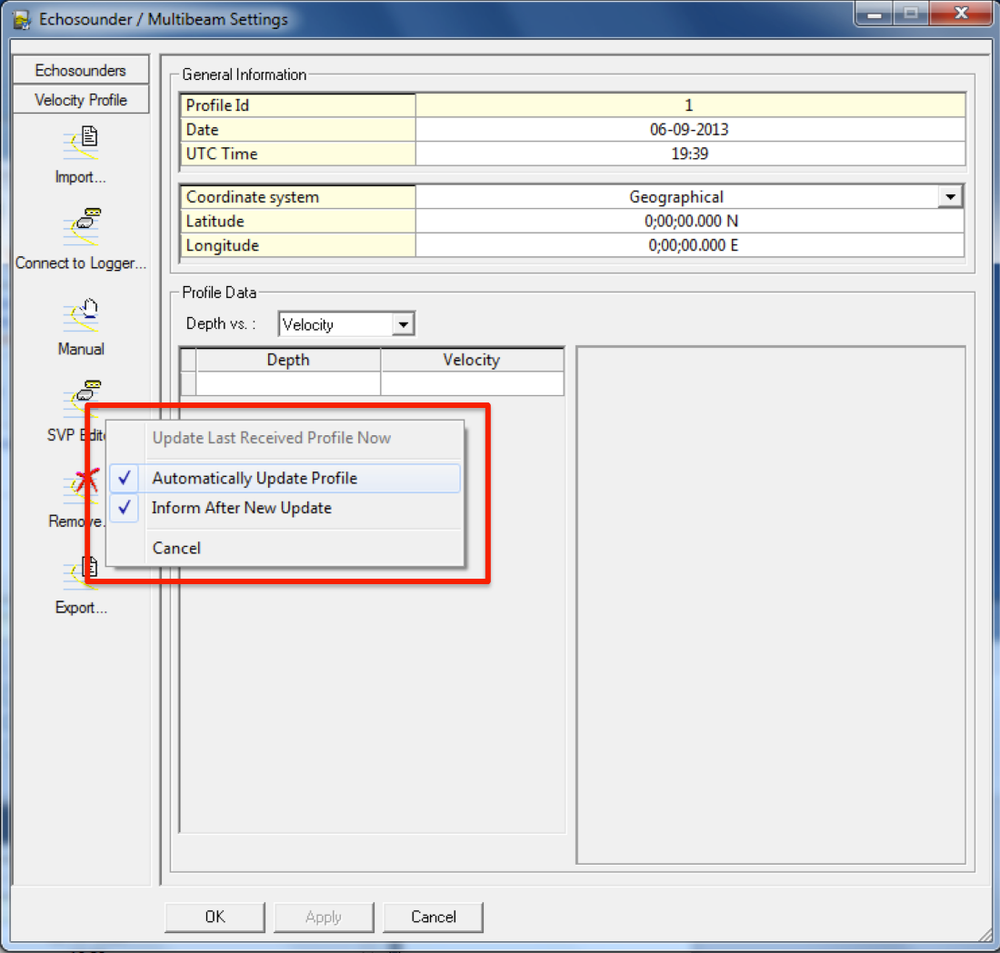 Echosounder / Multibeam Settings
Echosounders
Velocity Profile
Import...
Connect to Logger...
Manual
SVP Edito
Remove.
Export...
General Information
Profile Id 1
Date 06-09-2013
UTC Time 19:39
Coordinate system Geographical
Latitude 0;00;00.000 N
Longitude 0;00;00.000 E
Profile Data
Depth vs. : Velocity
Depth Velocity
Update Last Received Profile Now
Automatically Update Profile
Inform After New Update
Cancel
OK Apply Cancel